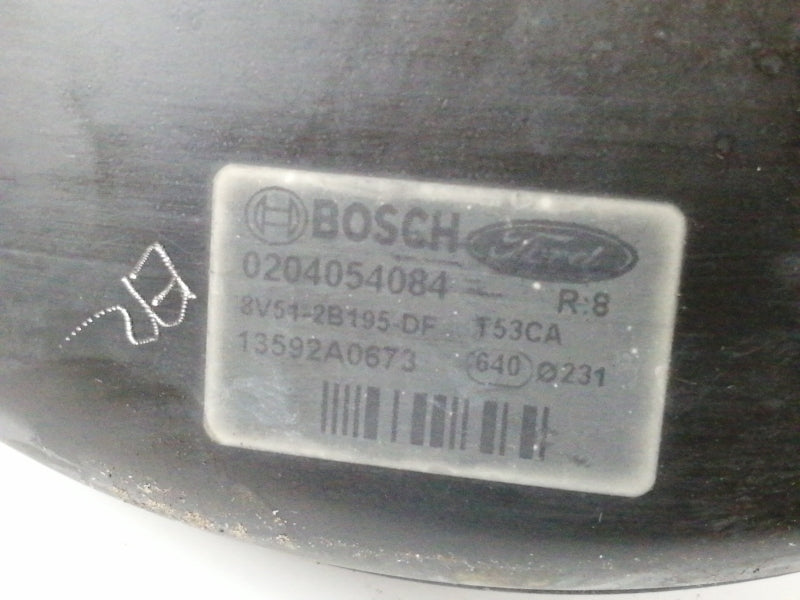 BOSCH Ford
0204054084 R:8
8V51-2B195-DF T53CA
13592A0673 640 Ø231